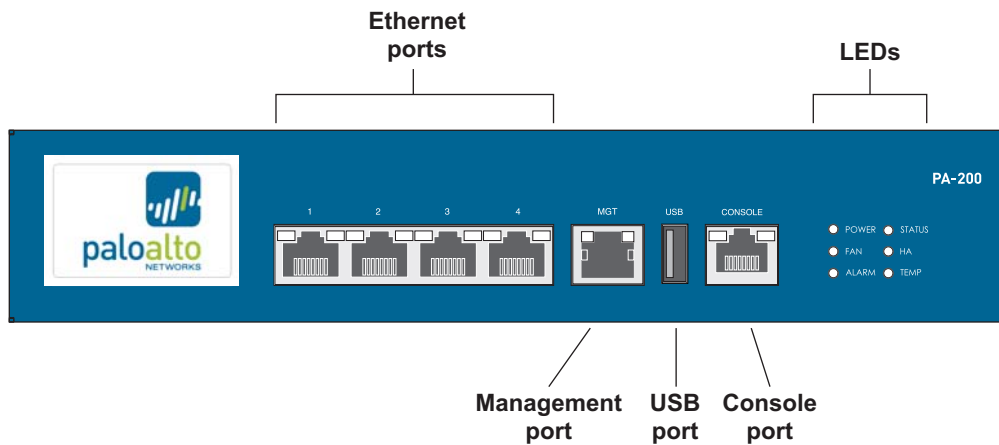 Ethernet
ports
LEDs
PA-200
paloalto
NETWORKS
1 2 3 4 MGT USB CONSOLE
POWER STATUS
FAN HA
ALARM TEMP
Management
port
USB
port
Console
port